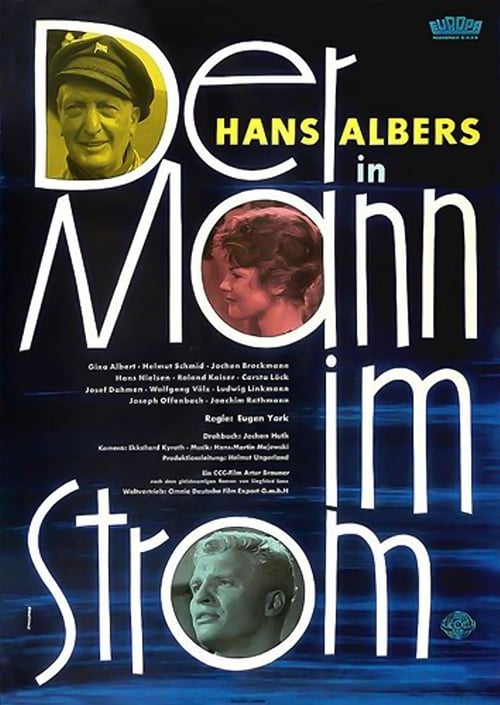 EUROPA
Der
HANS ALBERS
in
Mann
im
Strom
Gina Albert · Helmut Schmid · Jochen Brockmann
Hans Nielsen · Roland Kaiser · Carsta Löck
Josef Dahmen · Wolfgang Völz · Ludwig Linkmann
Joseph Offenbach · Joachim Rathmann
Regie: Eugen York
Drehbuch: Jochen Huth
Kamera: Ekkehard Kyrath · Musik: Hans-Martin Majewski
Produktionsleitung: Helmut Ungerland
Ein CCC-Film Artur Brauner
nach dem gleichnamigen Roman von Siegfried Lenz
Weltvertrieb: Omnia Deutsche Film Export G.m.b.H
CCC